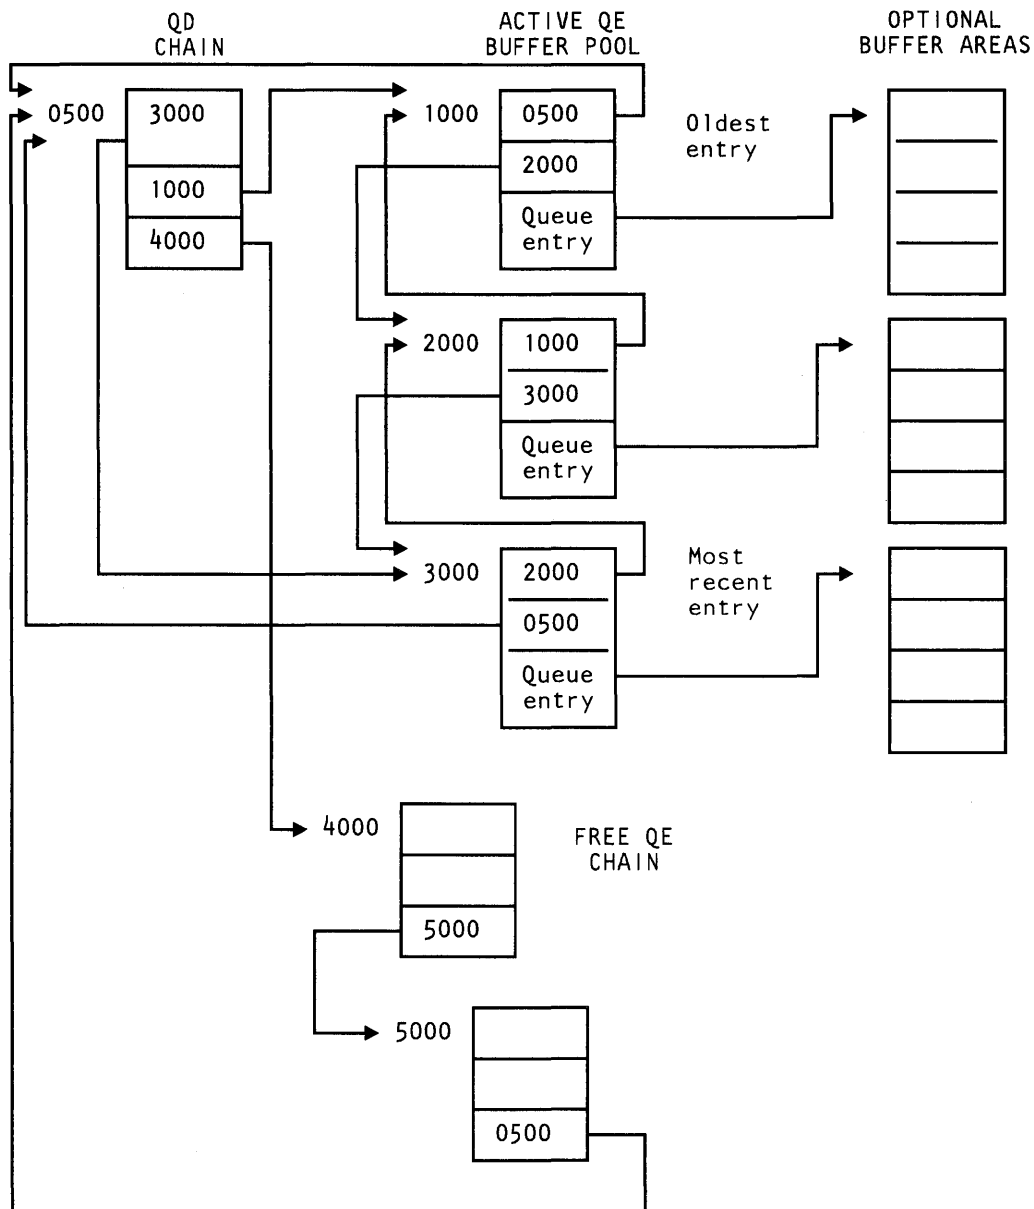 QD
CHAIN
ACTIVE QE
BUFFER POOL
OPTIONAL
BUFFER AREAS
0500
3000
1000
4000
1000
0500
2000
Queue
entry
Oldest
entry
2000
1000
3000
Queue
entry
3000
2000
0500
Queue
entry
Most
recent
entry
4000
5000
FREE QE
CHAIN
5000
0500